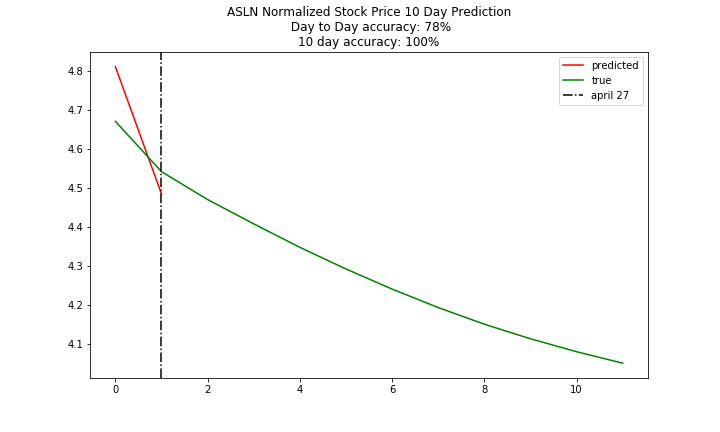 ASLN Normalized Stock Price 10 Day Prediction
Day to Day accuracy: 78%
10 day accuracy: 100%
predicted
true
april 27
4.8
4.7
4.6
4.5
4.4
4.3
4.2
4.1
0 2 4 6 8 10